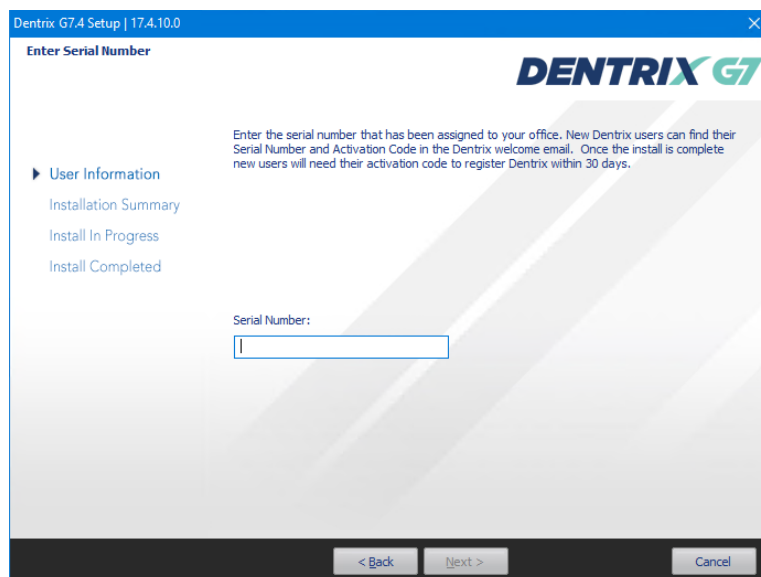 Dentrix G7.4 Setup | 17.4.10.0
Enter Serial Number
DENTRIX G7
Enter the serial number that has been assigned to your office. New Dentrix users can find their
Serial Number and Activation Code in the Dentrix welcome email. Once the install is complete
new users will need their activation code to register Dentrix within 30 days.
User Information
Installation Summary
Install In Progress
Install Completed
Serial Number:
< Back
Next >
Cancel